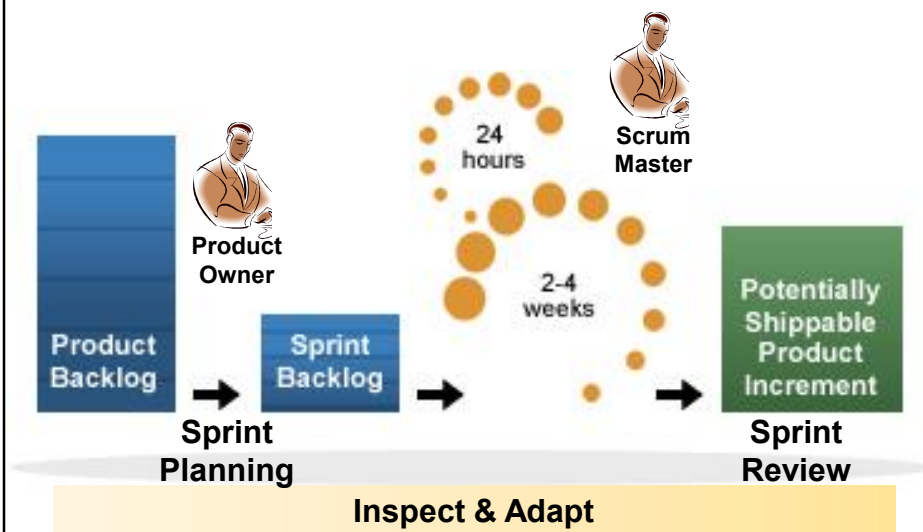 24
hours
Scrum
Master
Product
Owner
2-4
weeks
Product
Backlog
Sprint
Backlog
Potentially
Shippable
Product
Increment
Sprint
Planning
Sprint
Review
Inspect & Adapt